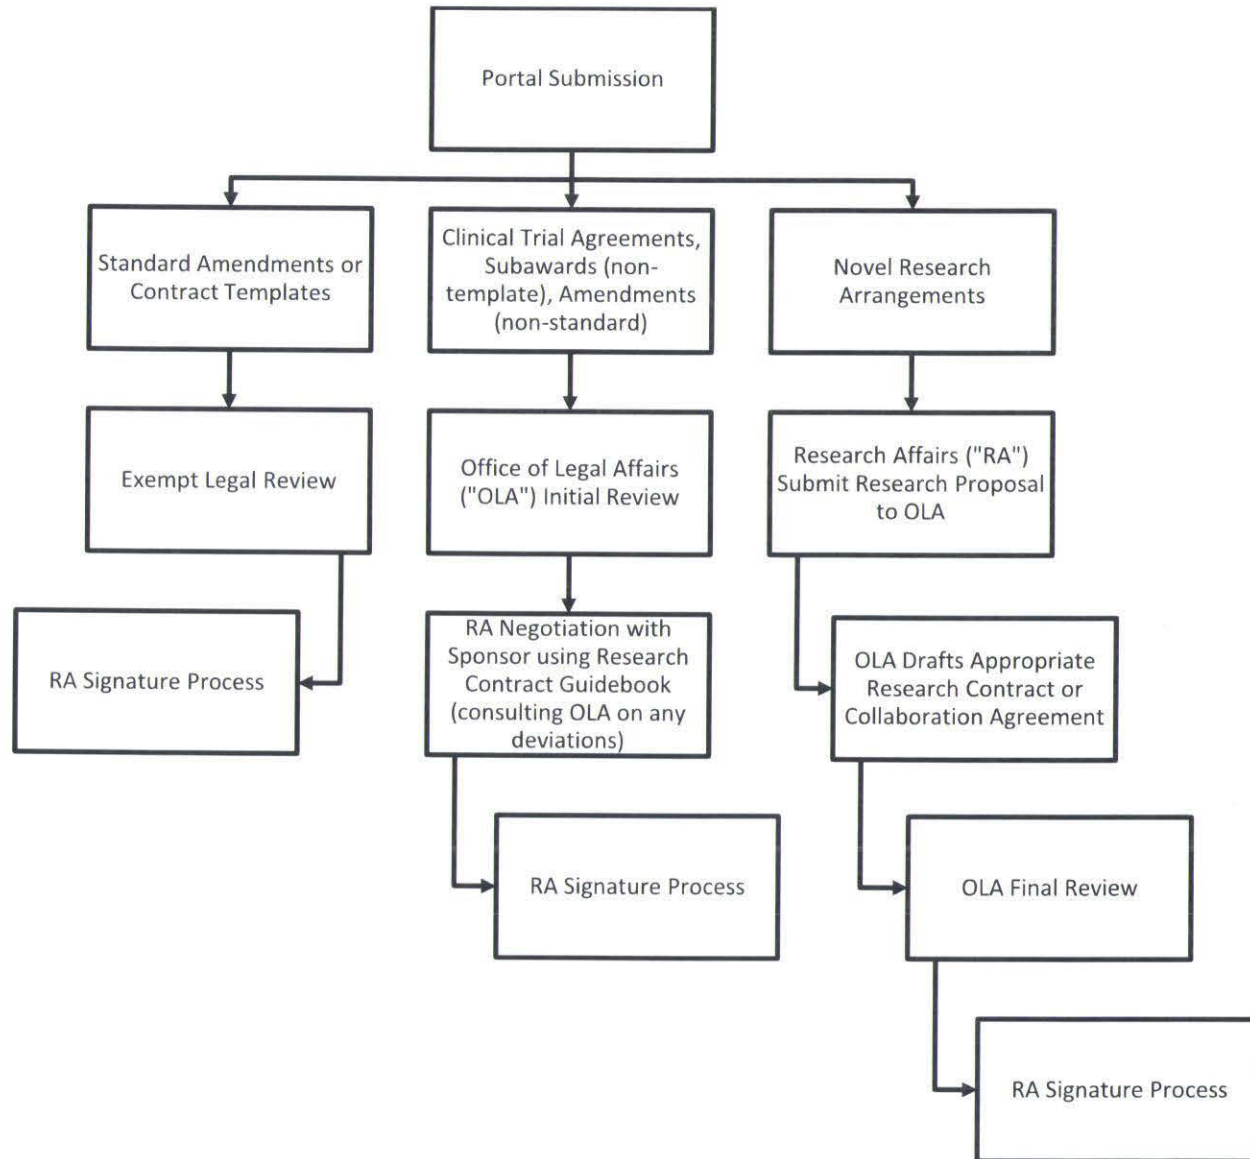 Portal Submission
Standard Amendments or
Contract Templates
Clinical Trial Agreements,
Subawards (non-
template), Amendments
(non-standard)
Novel Research
Arrangements
Exempt Legal Review
Office of Legal Affairs
("OLA") Initial Review
Research Affairs ("RA")
Submit Research Proposal
to OLA
RA Signature Process
RA Negotiation with
Sponsor using Research
Contract Guidebook
(consulting OLA on any
deviations)
OLA Drafts Appropriate
Research Contract or
Collaboration Agreement
RA Signature Process
OLA Final Review
RA Signature Process